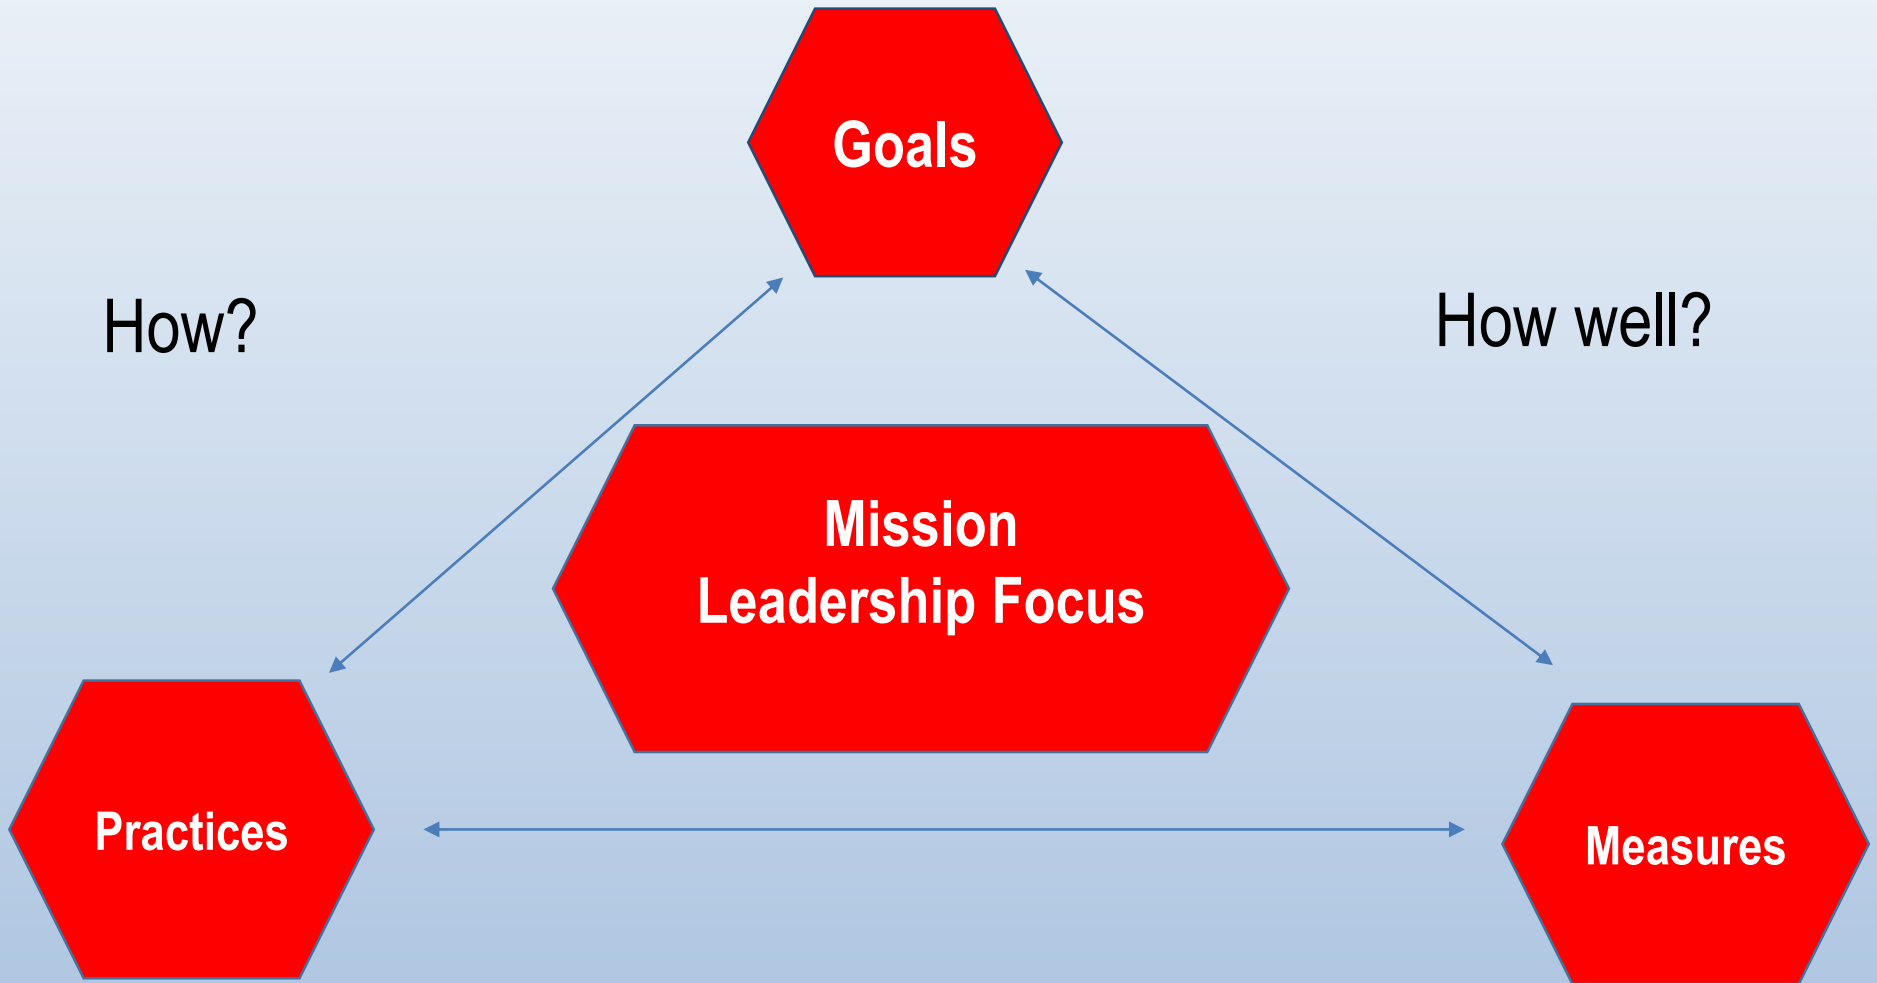 Goals
How?
How well?
Mission
Leadership Focus
Practices
Measures